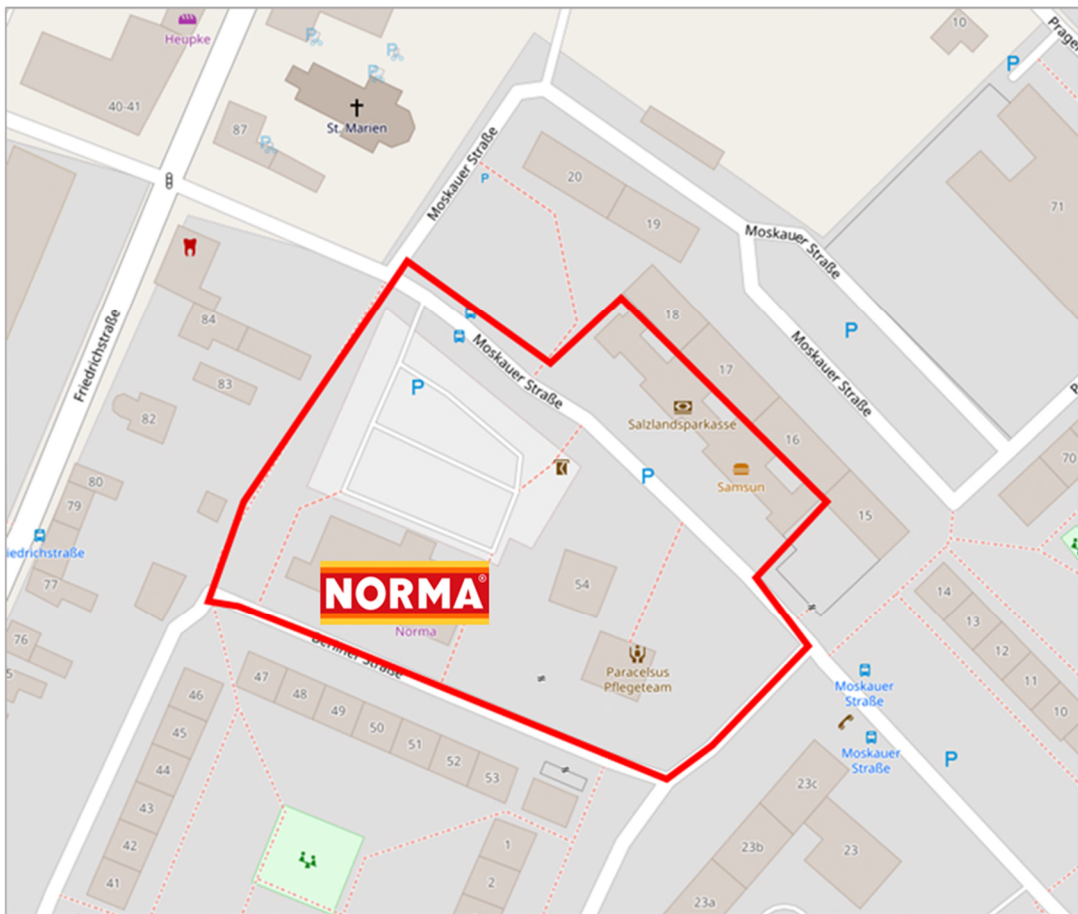 Heupke
10
Prage
P
40-41
87
St. Marien
20
Moskauer Straße
P
19
71
Moskauer Straße
84
18
P
Friedrichstraße
Moskauer Straße
17
83
P
Moskauer Straße
82
Salzlandsparkasse
16
P
Samsun
70
80
79
15
iedrichstraße
77
54
14
NORMA®
Norma
13
76
Berliner Straße
Paracelsus
Pflegeteam
12
5
47
46
48
11
Moskauer
Straße
49
10
45
50
51
Moskauer
Straße
52
P
44
53
23c
43
42
1
23b
23
41
2
23a